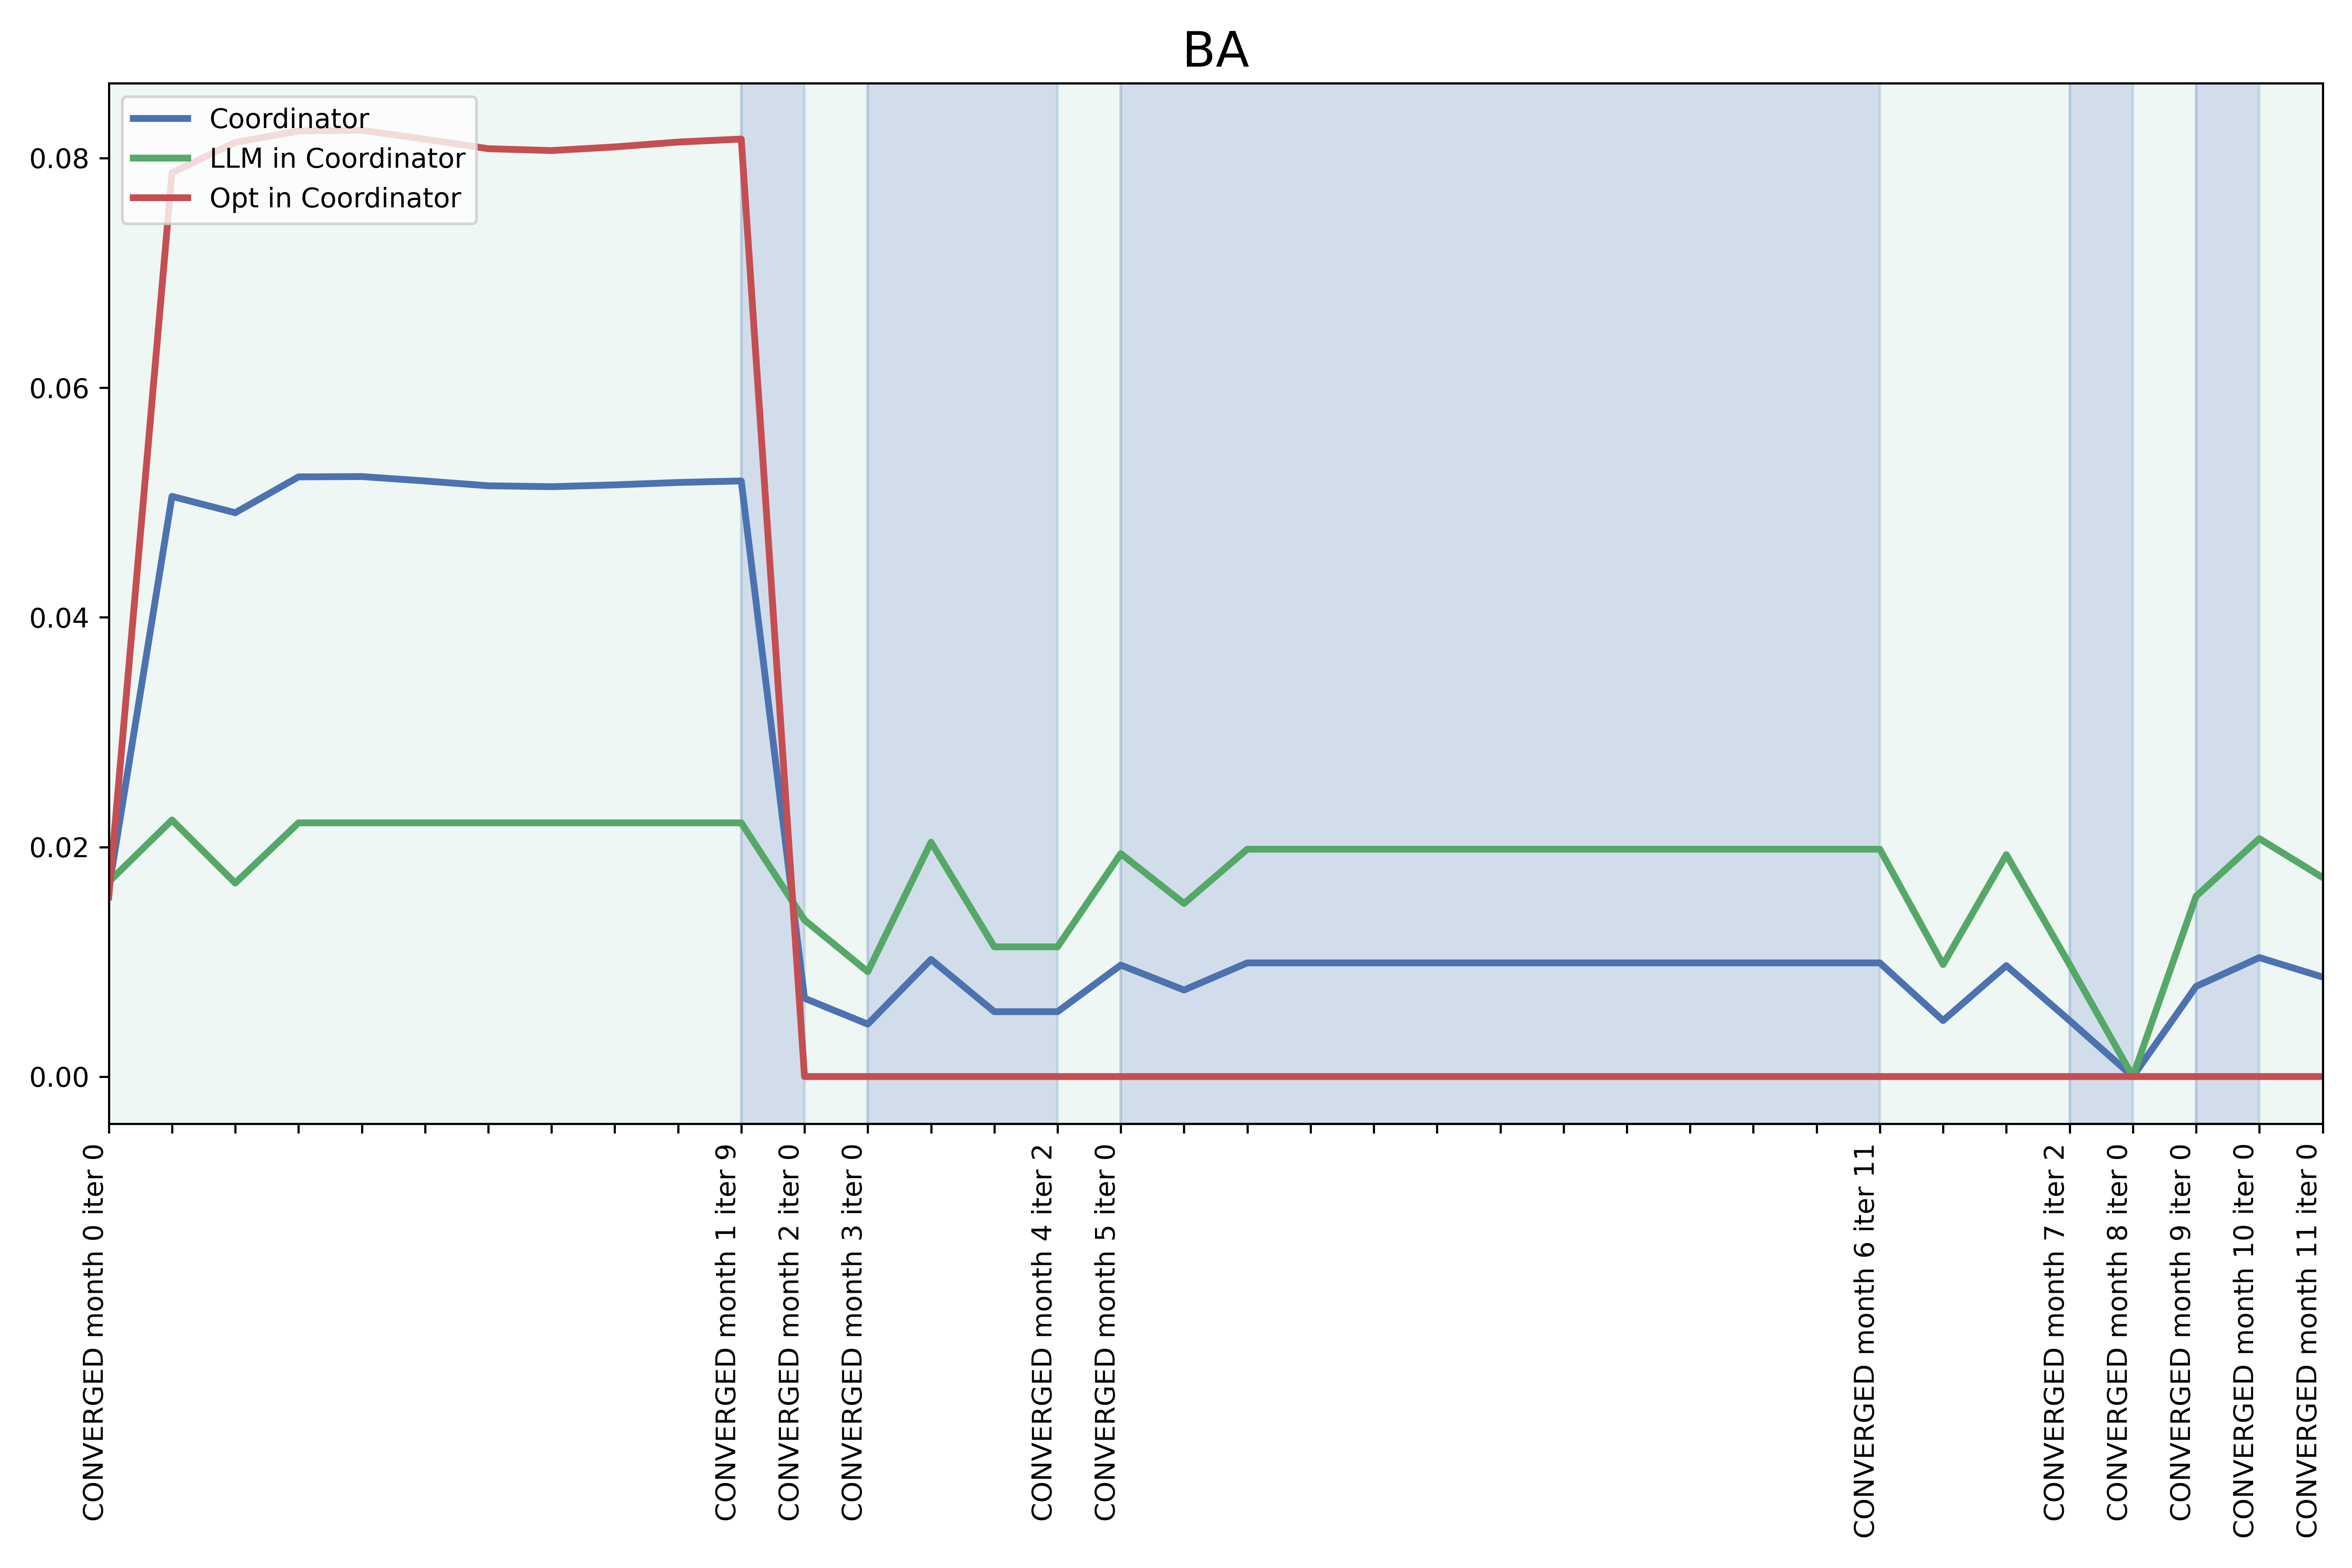 BA
Coordinator
LLM in Coordinator
Opt in Coordinator
0.08
0.06
0.04
0.02
0.00
CONVERGED month 0 iter 0
CONVERGED month 1 iter 9
CONVERGED month 2 iter 0
CONVERGED month 3 iter 0
CONVERGED month 4 iter 2
CONVERGED month 5 iter 0
CONVERGED month 6 iter 11
CONVERGED month 7 iter 2
CONVERGED month 8 iter 0
CONVERGED month 9 iter 0
CONVERGED month 10 iter 0
CONVERGED month 11 iter 0